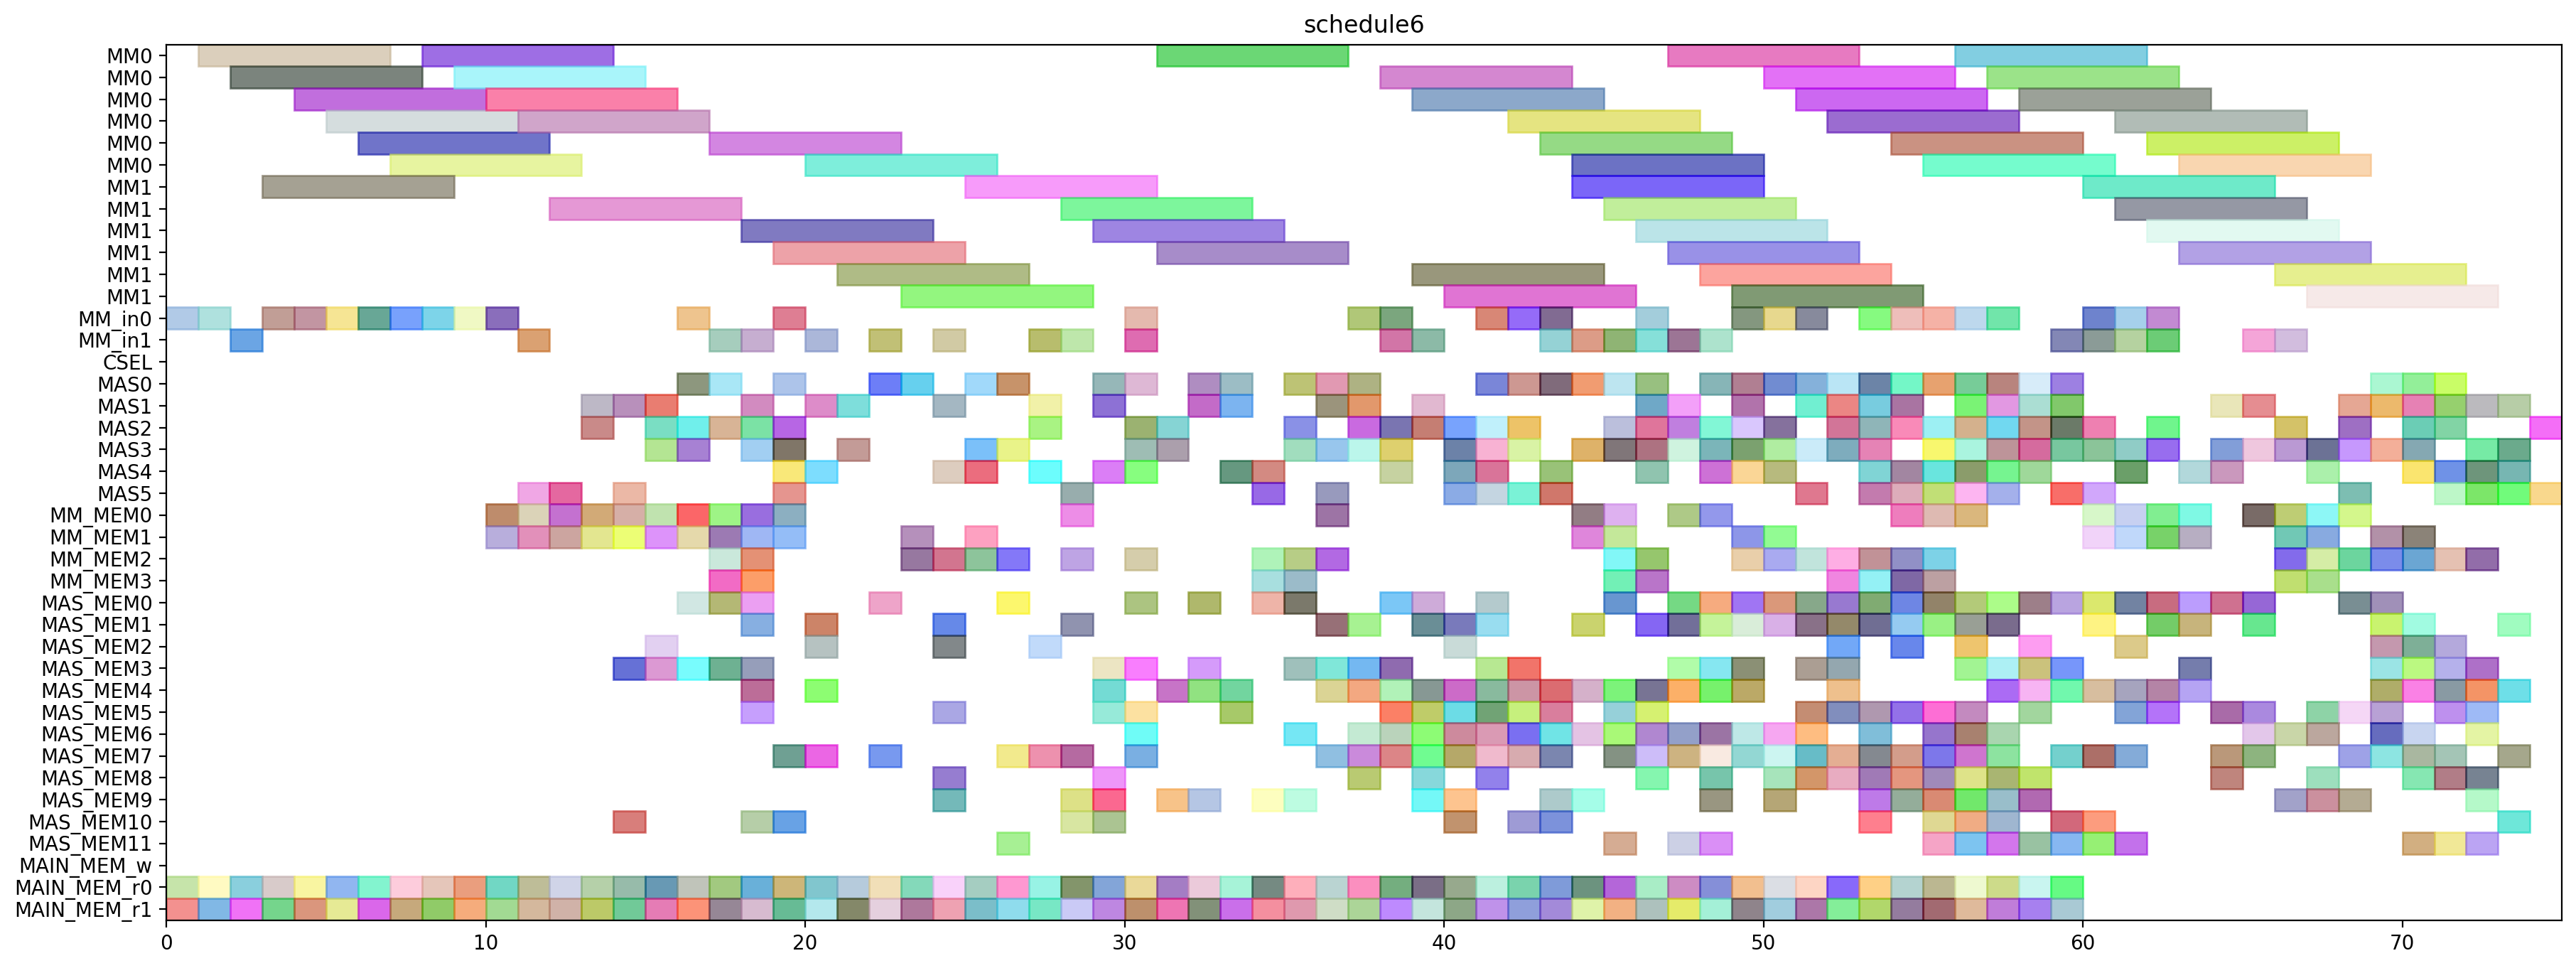 schedule6
MM0
MM0
MM0
MM0
MM0
MM0
MM1
MM1
MM1
MM1
MM1
MM1
MM_in0
MM_in1
CSEL
MAS0
MAS1
MAS2
MAS3
MAS4
MAS5
MM_MEM0
MM_MEM1
MM_MEM2
MM_MEM3
MAS_MEM0
MAS_MEM1
MAS_MEM2
MAS_MEM3
MAS_MEM4
MAS_MEM5
MAS_MEM6
MAS_MEM7
MAS_MEM8
MAS_MEM9
MAS_MEM10
MAS_MEM11
MAIN_MEM_w
MAIN_MEM_r0
MAIN_MEM_r1
0 10 20 30 40 50 60 70